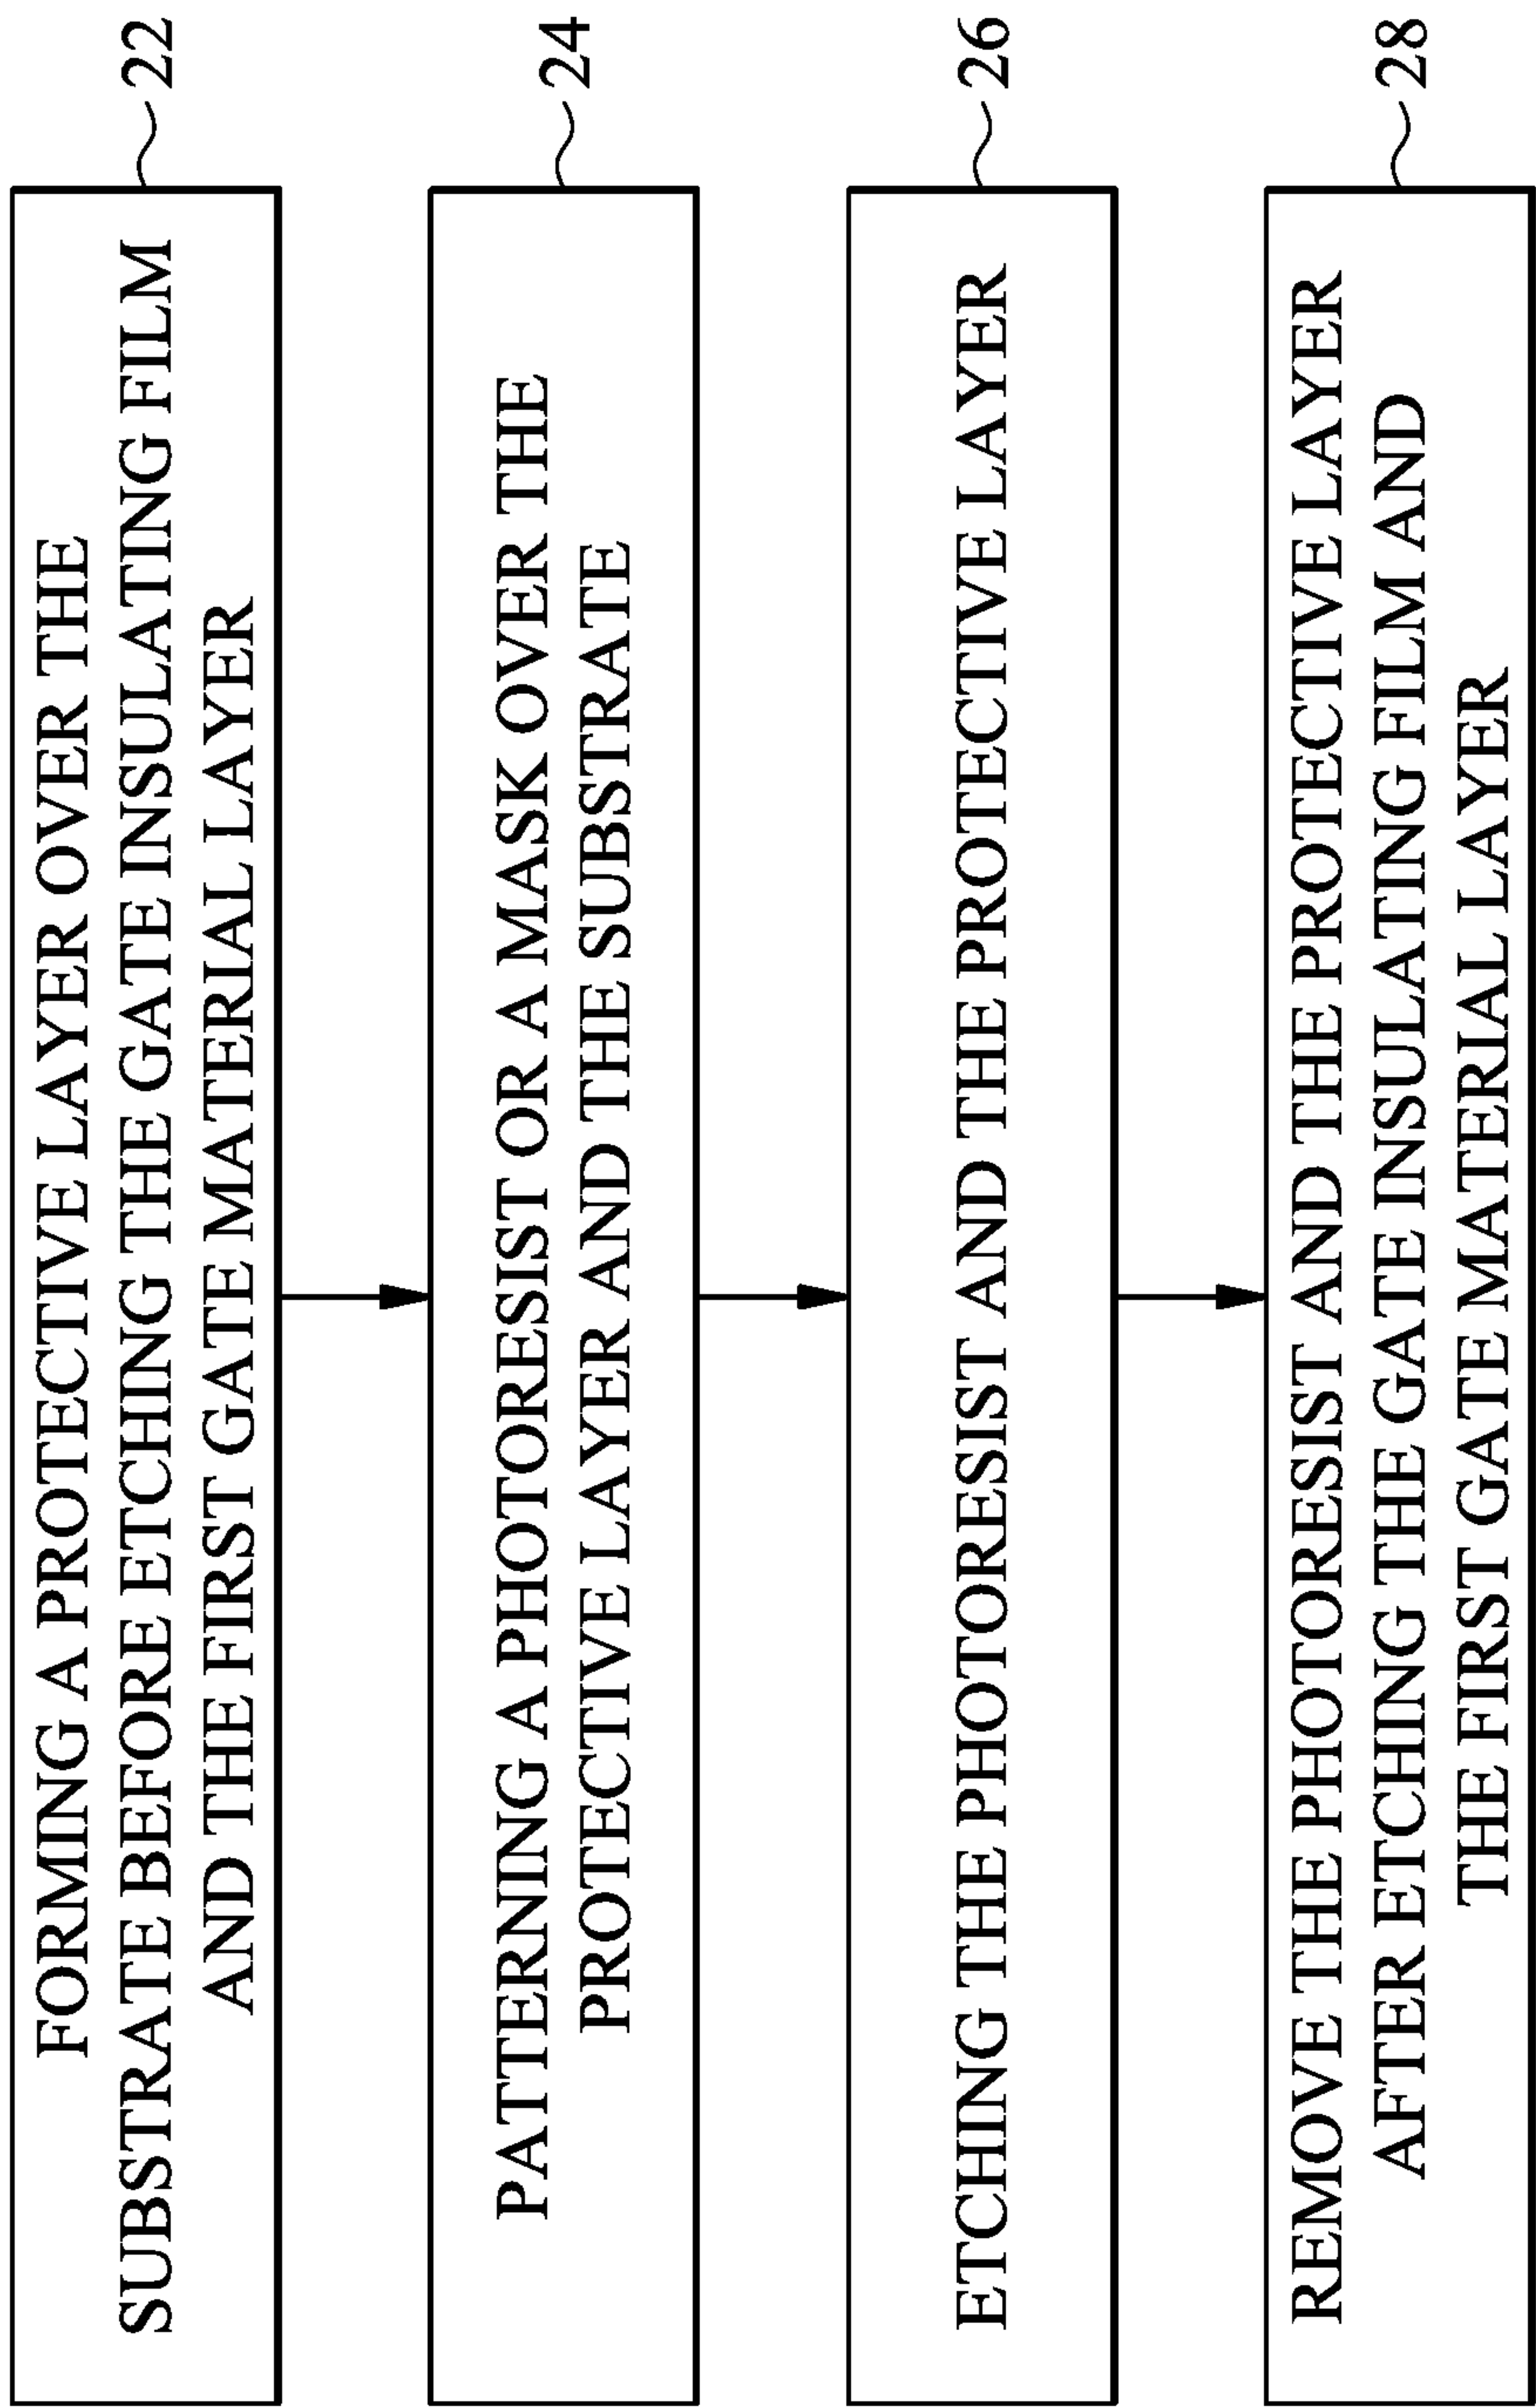 FORMING A PROTECTIVE LAYER OVER THE
SUBSTRATE BEFORE ETCHING THE GATE INSULATING FILM
AND THE FIRST GATE MATERIAL LAYER
22
PATTERNING A PHOTORESIST OR A MASK OVER THE
PROTECTIVE LAYER AND THE SUBSTRATE
24
ETCHING THE PHOTORESIST AND THE PROTECTIVE LAYER
26
REMOVE THE PHOTORESIST AND THE PROTECTIVE LAYER
AFTER ETCHING THE GATE INSULATING FILM AND
THE FIRST GATE MATERIAL LAYER
28